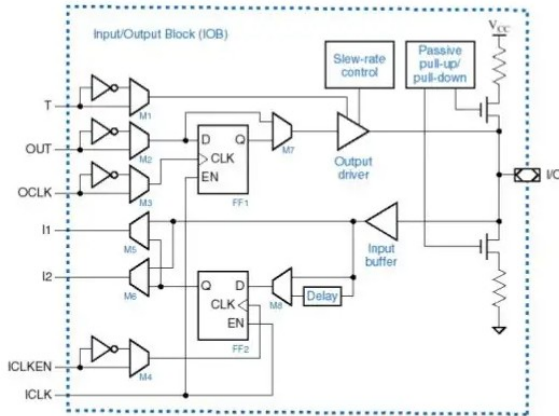 Input/Output Block (IOB)
VCC
Slew-rate
control
Passive
pull-up/
pull-down
T
M1
OUT
M2
D
Q
M7
CLK
Output
driver
OCLK
M3
EN
FF1
I/O
I1
M5
Input
buffer
I2
M6
Q
D
M8
Delay
CLK
EN
FF2
ICLKEN
M4
ICLK